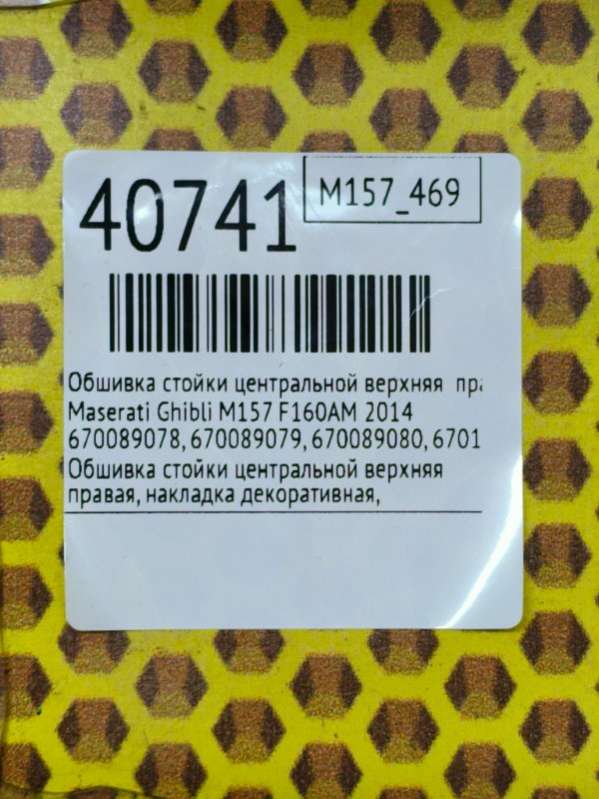 40741
M157_469
Обшивка стойки центральной верхняя
Maserati Ghibli M157 F160AM 2014
670089078, 670089079, 670089080, 6701
Обшивка стойки центральной верхняя
правая, накладка декоративная,